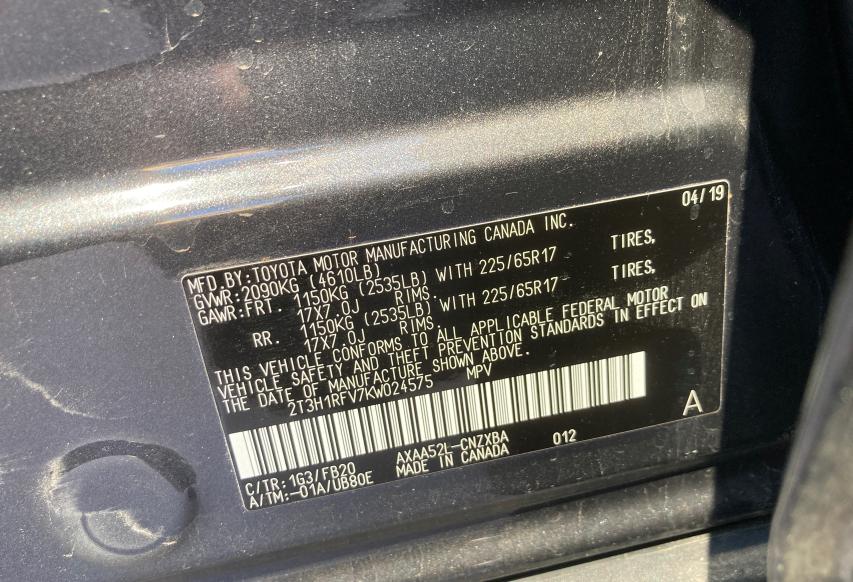 04/19
MFD.BY:TOYOTA MOTOR MANUFACTURING CANADA INC.
GVWR:2090KG (4610LB)
GAWR:FRT. 1150KG (2535LB) WITH 225/65R17 TIRES,
17X7.0J RIMS.
RR. 1150KG (2535LB) WITH 225/65R17 TIRES,
17X7.0J RIMS.
THIS VEHICLE CONFORMS TO ALL APPLICABLE FEDERAL MOTOR
VEHICLE SAFETY AND THEFT PREVENTION STANDARDS IN EFFECT ON
THE DATE OF MANUFACTURE SHOWN ABOVE.
2T3H1RFV7KW024575 MPV
A
C/TR:1G3/FB20 AXAA52L-CNZXBA 012
A/TM:-01A/UB80E MADE IN CANADA